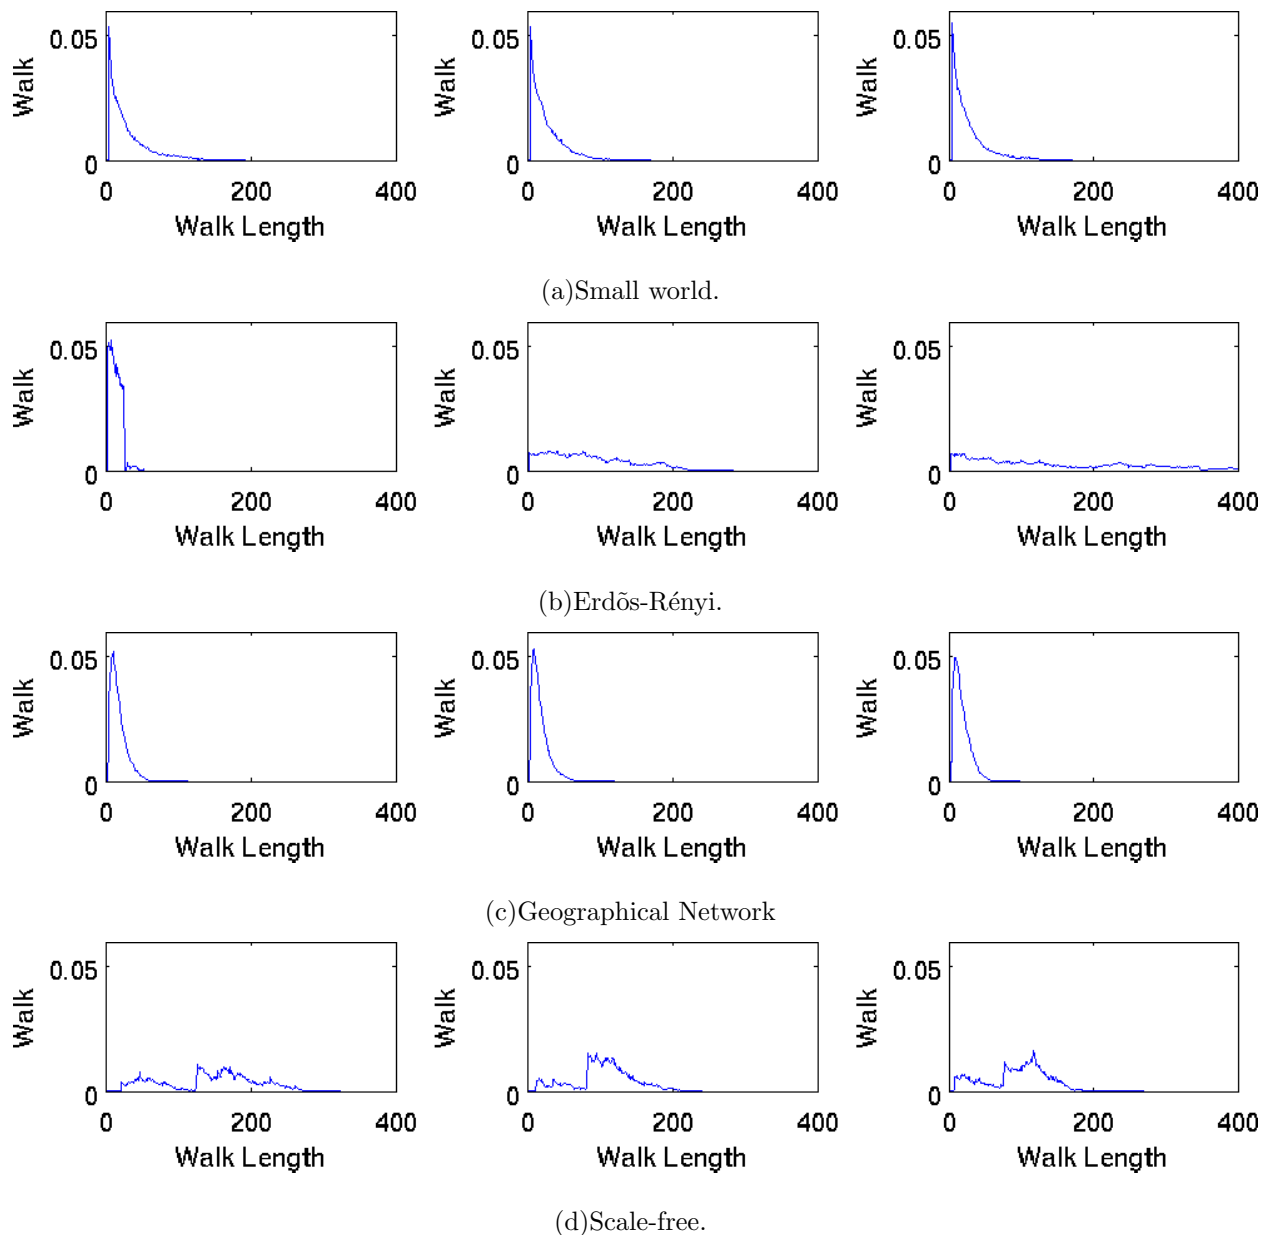 0.05 0.05 0.05
Walk Walk Walk
0 0 0
0 200 400 0 200 400 0 200 400
Walk Length Walk Length Walk Length
(a)Small world.
0.05 0.05 0.05
Walk Walk Walk
0 0 0
0 200 400 0 200 400 0 200 400
Walk Length Walk Length Walk Length
(b)Erdõs-Rényi.
0.05 0.05 0.05
Walk Walk Walk
0 0 0
0 200 400 0 200 400 0 200 400
Walk Length Walk Length Walk Length
(c)Geographical Network
0.05 0.05 0.05
Walk Walk Walk
0 0 0
0 200 400 0 200 400 0 200 400
Walk Length Walk Length Walk Length
(d)Scale-free.